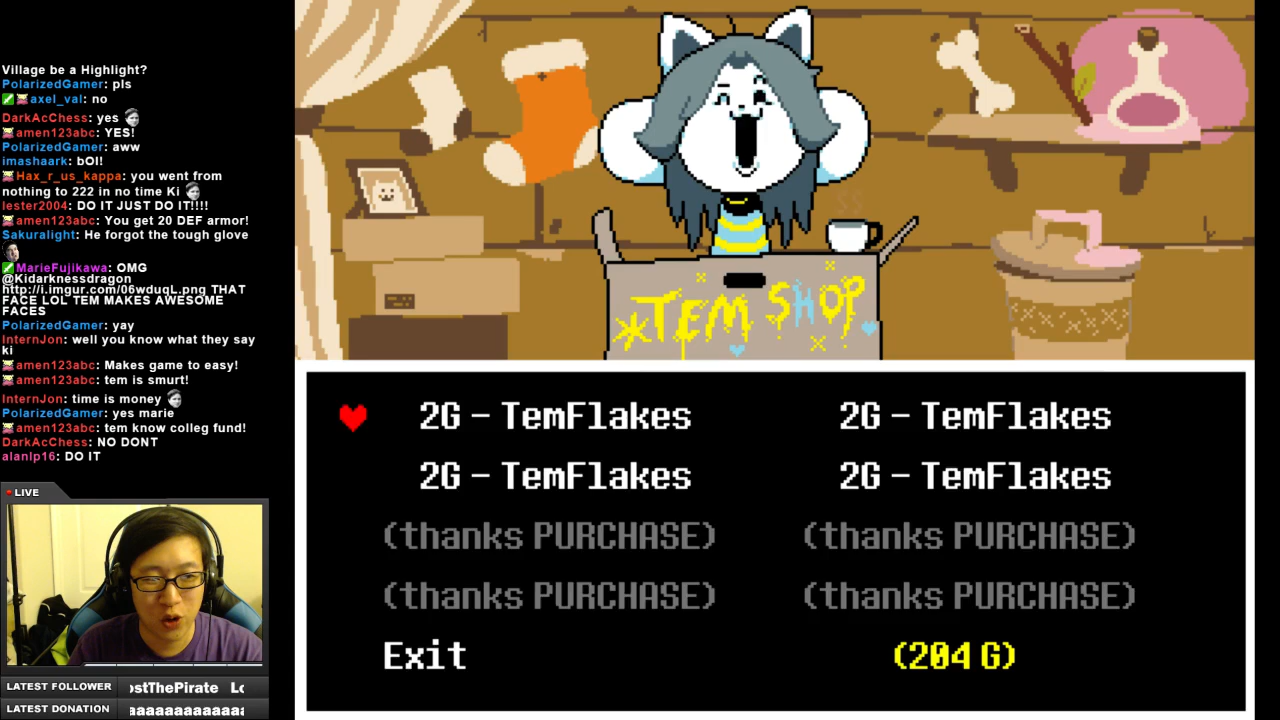 Village be a Highlight?
PolarizedGamer: pls
axel_val: no
DarkAcChess: yes
amen123abc: YES!
PolarizedGamer: aww
imashaark: bOI!
Hax_r_us_kappa: you went from
nothing to 222 in no time Ki
lester2004: DO IT JUST DO IT!!!!
amen123abc: You get 20 DEF armor!
Sakuralight: He forgot the tough glove
MarieFujikawa: OMG
@Kidarknessdragon
http://i.imgur.com/06wduqL.png THAT
FACE LOL TEM MAKES AWESOME
FACES
PolarizedGamer: yay
InternJon: well you know what they say
ki
amen123abc: Makes game to easy!
amen123abc: tem is smurt!
InternJon: time is money
PolarizedGamer: yes marie
amen123abc: tem know colleg fund!
DarkAcChess: NO DONT
alanlp16: DO IT
LIVE
LATEST FOLLOWER
ostThePirate Lo
LATEST DONATION
aaaaaaaaaaaaa
TEM SHOP
2G - TemFlakes 2G - TemFlakes
2G - TemFlakes 2G - TemFlakes
(thanks PURCHASE) (thanks PURCHASE)
(thanks PURCHASE) (thanks PURCHASE)
Exit (204 G)